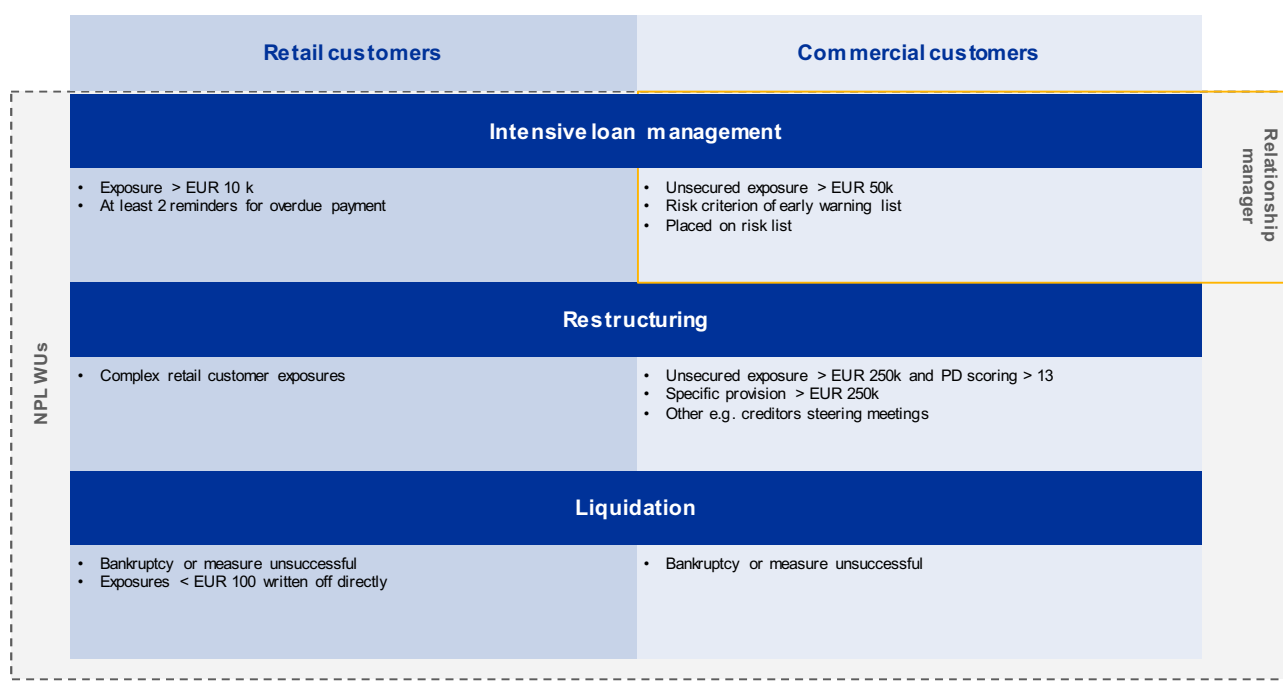 Retail customers
Commercial customers
Intensive loan management
• Exposure > EUR 10 k
• At least 2 reminders for overdue payment
• Unsecured exposure > EUR 50k
• Risk criterion of early warning list
• Placed on risk list
Relationship
manager
Restructuring
• Complex retail customer exposures
• Unsecured exposure > EUR 250k and PD scoring > 13
• Specific provision > EUR 250k
• Other e.g. creditors steering meetings
NPL WUs
Liquidation
• Bankruptcy or measure unsuccessful
• Exposures < EUR 100 written off directly
• Bankruptcy or measure unsuccessful